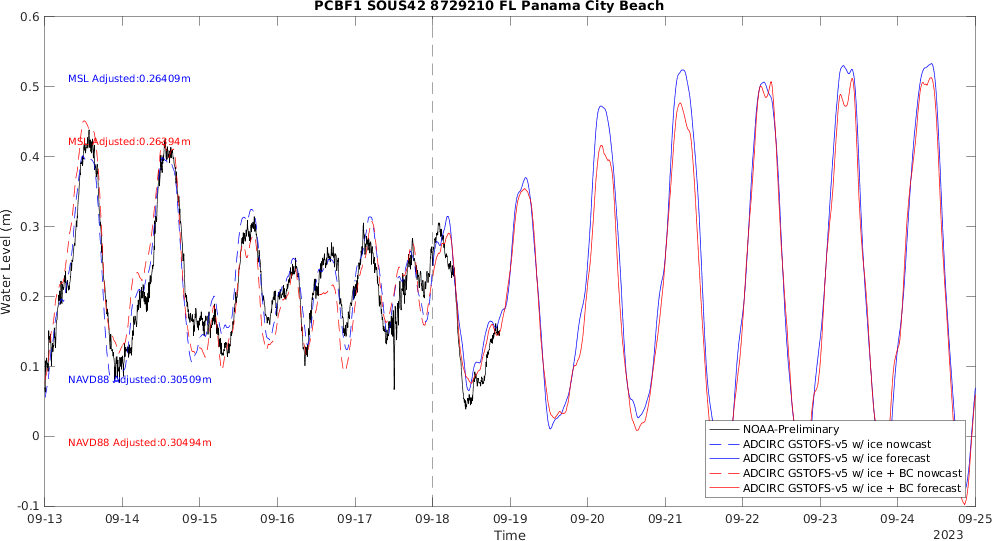 PCBF1 SOUS42 8729210 FL Panama City Beach
0.6
0.5
0.4
0.3
0.2
0.1
0
-0.1
Water Level (m)
MSL Adjusted:0.26409m
MSL Adjusted:0.26394m
NAVD88 Adjusted:0.30509m
NAVD88 Adjusted:0.30494m
NOAA-Preliminary
ADCIRC GSTOFS-v5 w/ ice nowcast
ADCIRC GSTOFS-v5 w/ ice forecast
ADCIRC GSTOFS-v5 w/ ice + BC nowcast
ADCIRC GSTOFS-v5 w/ ice + BC forecast
09-13 09-14 09-15 09-16 09-17 09-18 09-19 09-20 09-21 09-22 09-23 09-24 09-25
Time
2023